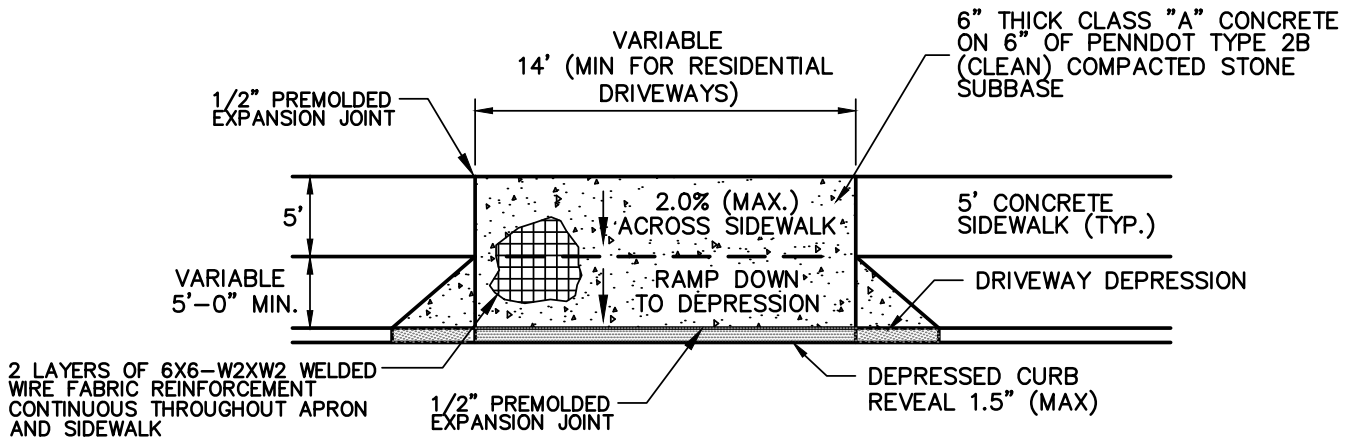 6" THICK CLASS "A" CONCRETE
ON 6" OF PENNDOT TYPE 2B
(CLEAN) COMPACTED STONE
SUBBASE
VARIABLE
14' (MIN FOR RESIDENTIAL
DRIVEWAYS)
1/2" PREMOLDED
EXPANSION JOINT
5'
2.0% (MAX.)
ACROSS SIDEWALK
5' CONCRETE
SIDEWALK (TYP.)
VARIABLE
5'-0" MIN.
RAMP DOWN
TO DEPRESSION
DRIVEWAY DEPRESSION
2 LAYERS OF 6X6-W2XW2 WELDED
WIRE FABRIC REINFORCEMENT
CONTINUOUS THROUGHOUT APRON
AND SIDEWALK
1/2" PREMOLDED
EXPANSION JOINT
DEPRESSED CURB
REVEAL 1.5" (MAX)